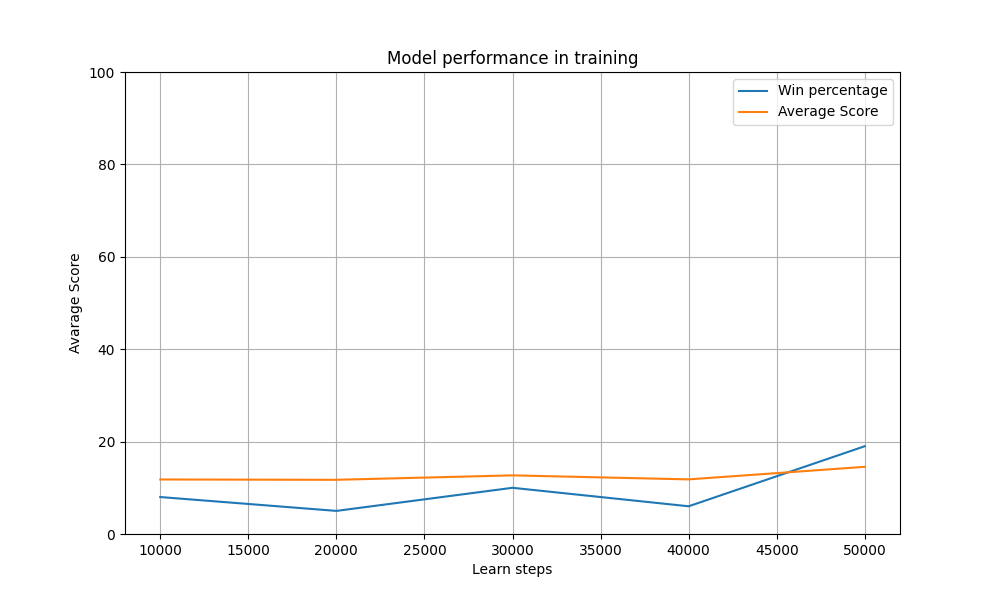 Model performance in training
Win percentage
Average Score
100
80
60
40
20
0
Avarage Score
10000 15000 20000 25000 30000 35000 40000 45000 50000
Learn steps